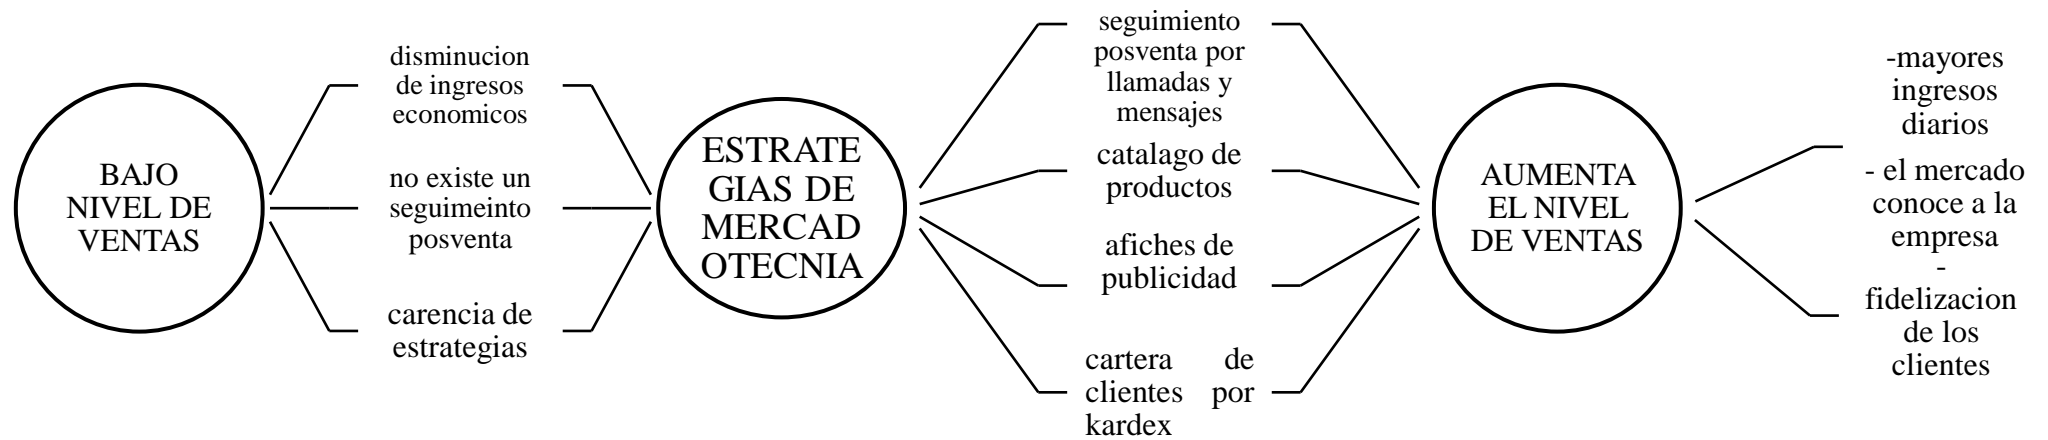 BAJO
NIVEL DE
VENTAS
disminucion
de ingresos
economicos
no existe un
seguimeinto
posventa
carencia de
estrategias
ESTRATE
GIAS DE
MERCAD
OTECNIA
seguimiento
posventa por
llamadas y
mensajes
catalago de
productos
afiches de
publicidad
cartera de
clientes por
kardex
AUMENTA
EL NIVEL
DE VENTAS
-mayores
ingresos
diarios
- el mercado
conoce a la
empresa
-
fidelizacion
de los
clientes